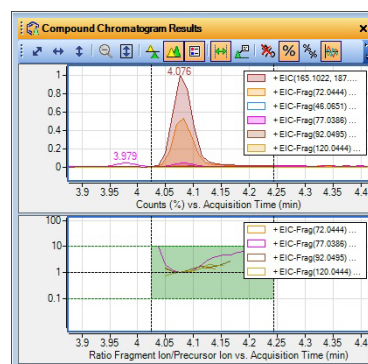 Compound Chromatogram Results
4.076
3.979
1
0.8
0.6
0.4
0.2
0
+ EIC(165.1022, 187...
+ EIC-Frag(72.0444) ...
+ EIC-Frag(46.0651) ...
+ EIC-Frag(77.0386) ...
+ EIC-Frag(92.0495) ...
+ EIC-Frag(120.0444) ...
3.9 3.95 4 4.05 4.1 4.15 4.2 4.25 4.3 4.35 4.4
Counts (%) vs. Acquisition Time (min)
100
10
1
0.1
+ EIC-Frag(72.0444) ...
+ EIC-Frag(77.0386) ...
+ EIC-Frag(92.0495) ...
+ EIC-Frag(120.0444) ...
3.9 3.95 4 4.05 4.1 4.15 4.2 4.25 4.3 4.35 4.4
Ratio Fragment Ion/Precursor Ion vs. Acquisition Time (min)